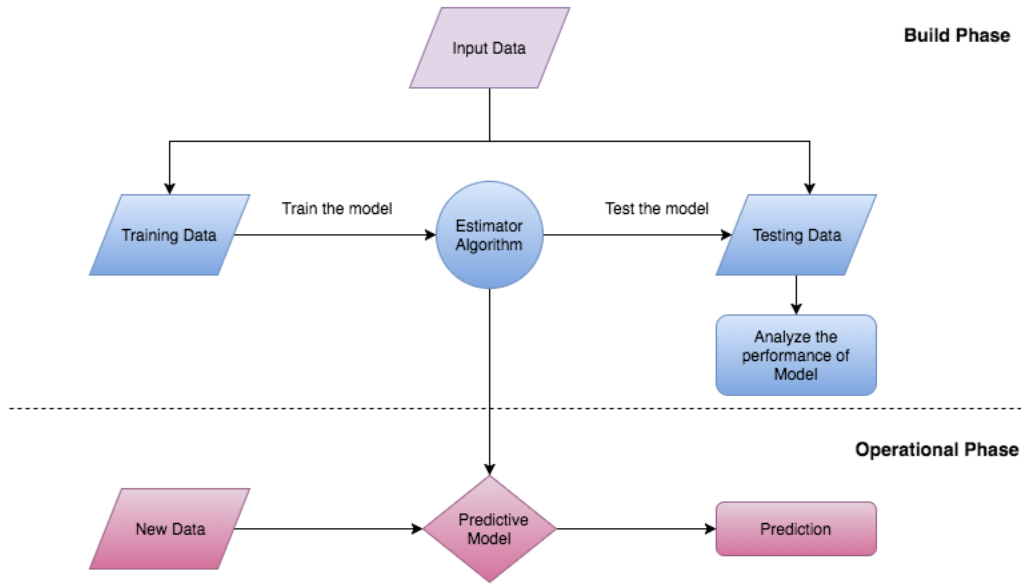 Build Phase
Input Data
Train the model
Test the model
Training Data
Estimator
Algorithm
Testing Data
Analyze the
performance of
Model
Operational Phase
New Data
Predictive
Model
Prediction